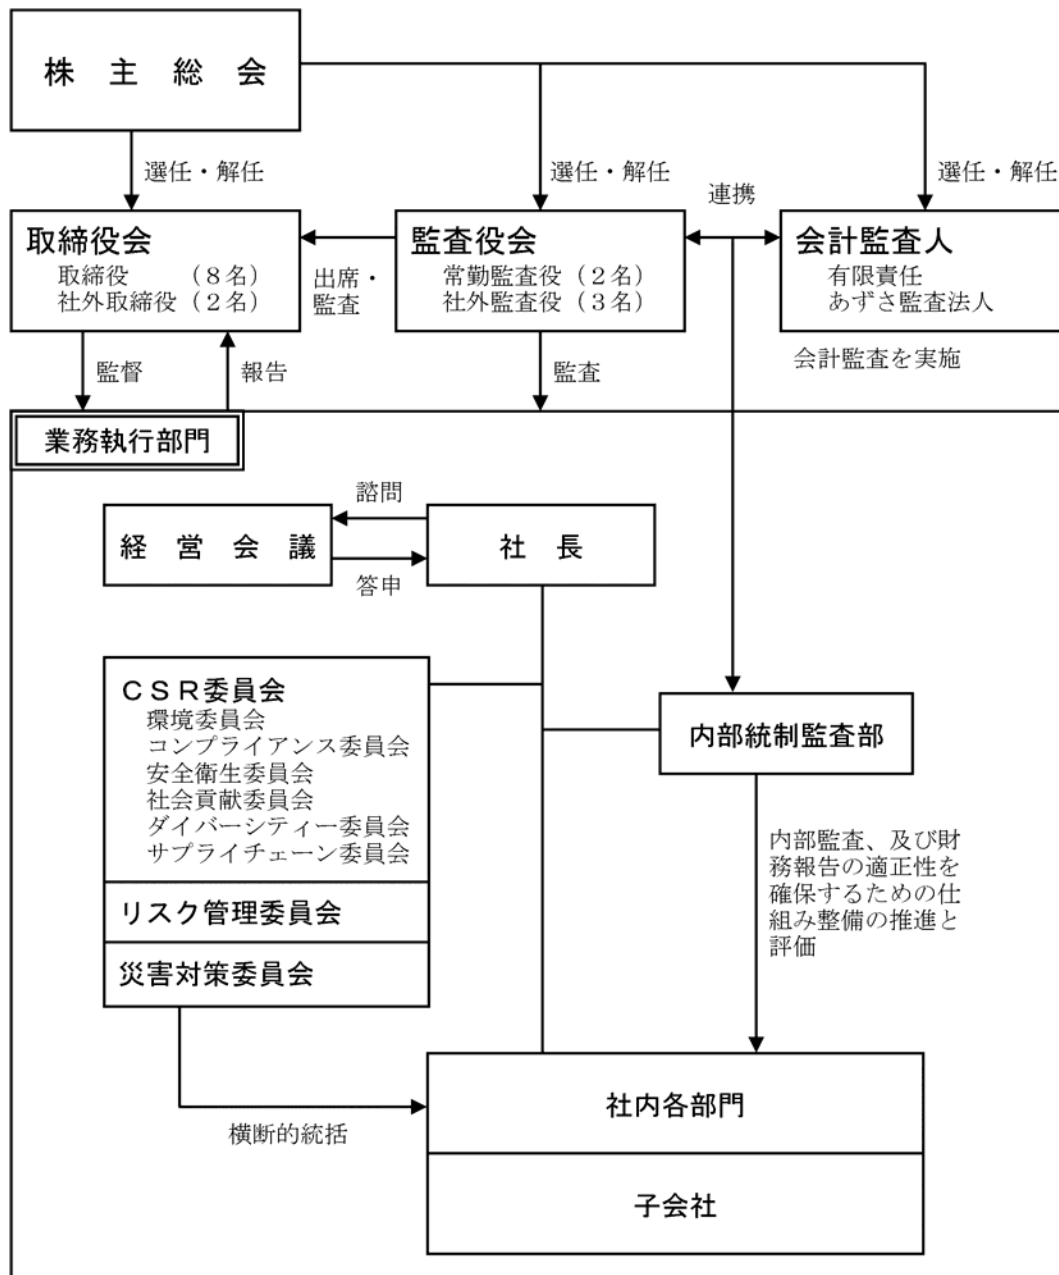 株 主 総 会
選任・解任
選任・解任
選任・解任
連携
取締役会
取締役 (8名)
社外取締役(2名)
出席・
監査
監査役会
常勤監査役(2名)
社外監査役(3名)
会計監査人
有限責任
あずさ監査法人
監督
報告
監査
会計監査を実施
業務執行部門
諮問
経 営 会 議
社 長
答申
CSR委員会
環境委員会
コンプライアンス委員会
安全衛生委員会
社会貢献委員会
ダイバーシティー委員会
サプライチェーン委員会
リスク管理委員会
災害対策委員会
内部統制監査部
内部監査、及び財
務報告の適正性を
確保するための仕
組み整備の推進と
評価
横断的統括
社内各部門
子会社